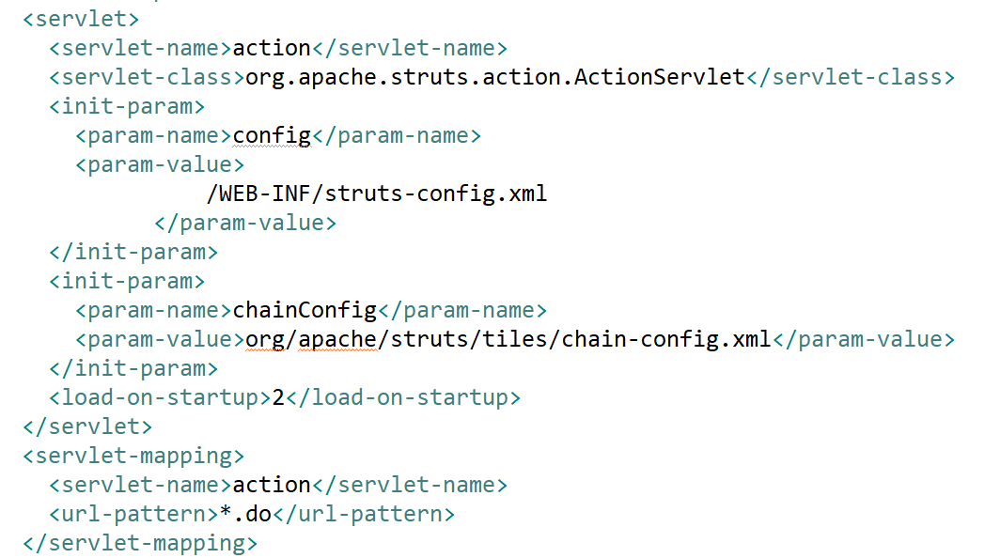 <servlet>
<servlet-name>action</servlet-name>
<servlet-class>org.apache.struts.action.ActionServlet</servlet-class>
<init-param>
<param-name>config</param-name>
<param-value>
/WEB-INF/struts-config.xml
</param-value>
</init-param>
<init-param>
<param-name>chainConfig</param-name>
<param-value>org/apache/struts/tiles/chain-config.xml</param-value>
</init-param>
<load-on-startup>2</load-on-startup>
</servlet>
<servlet-mapping>
<servlet-name>action</servlet-name>
<url-pattern>*.do</url-pattern>
</servlet-mapping>